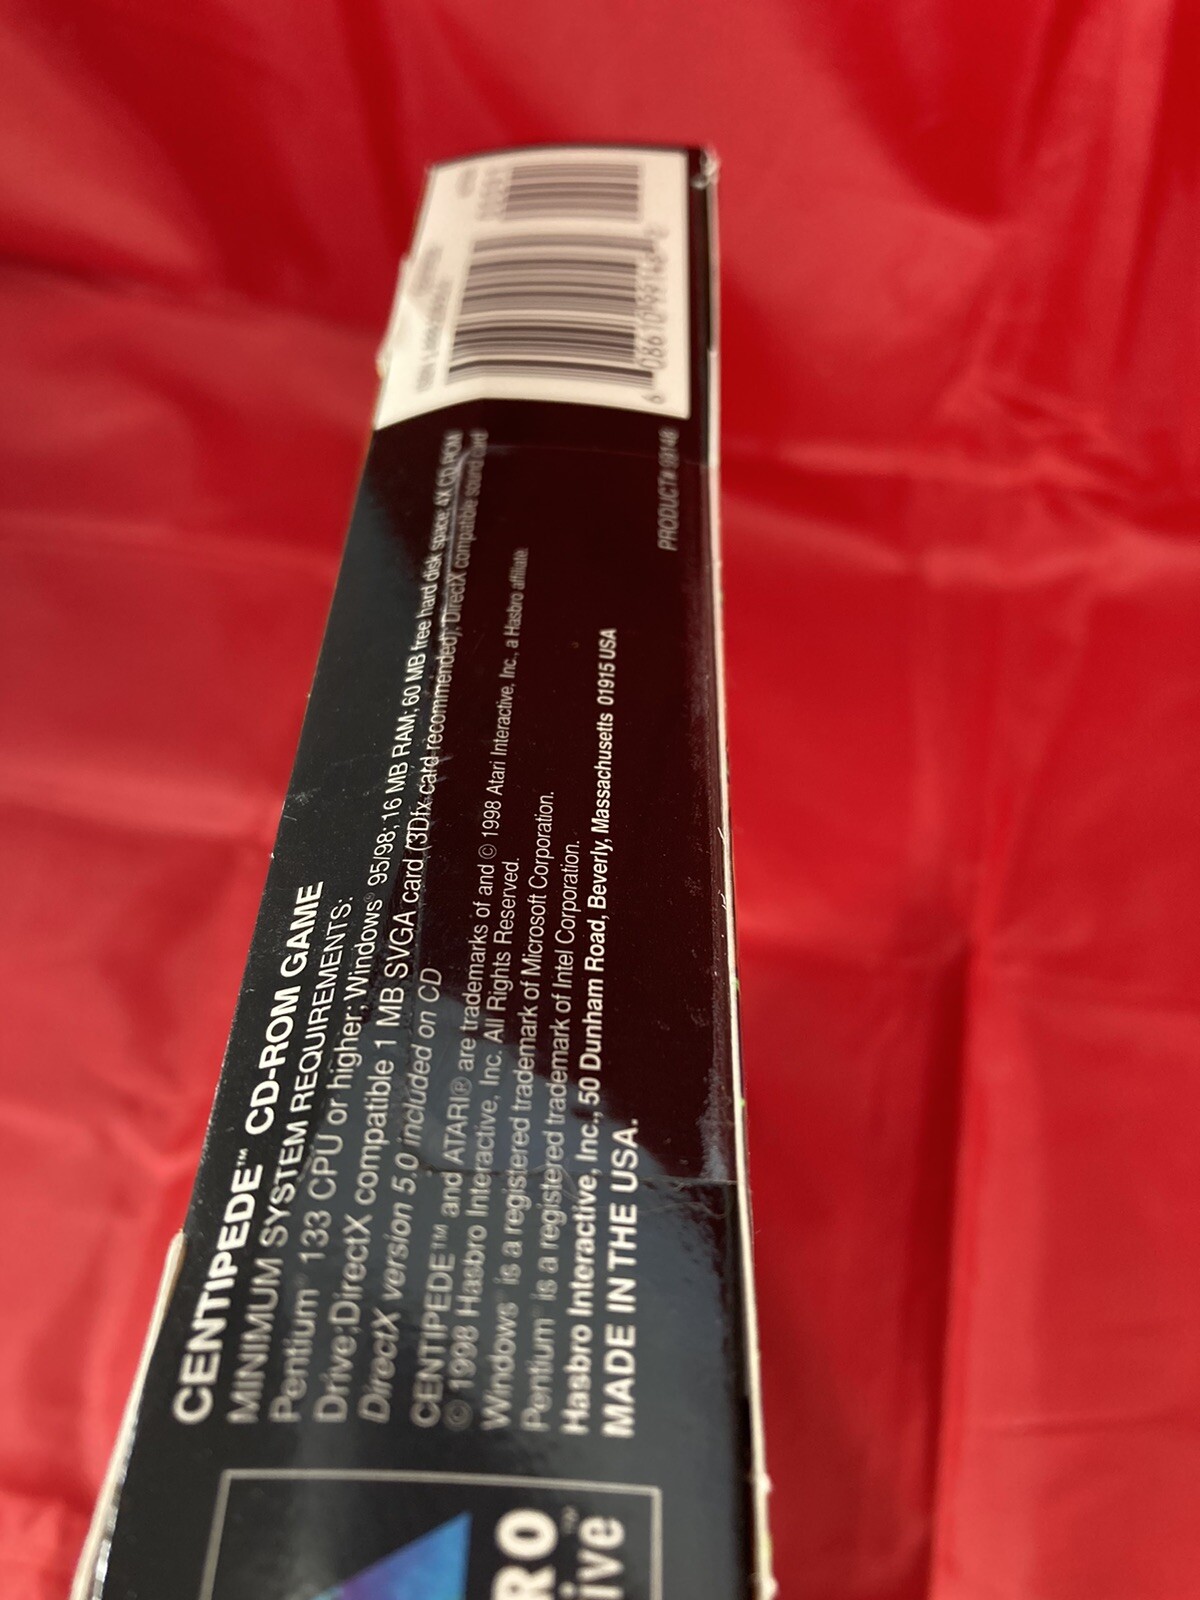 CENTIPEDE™ CD-ROM GAME
MINIMUM SYSTEM REQUIREMENTS:
Pentium® 133 CPU or higher; Windows® 95/98; 16 MB RAM; 60 MB free hard disk space; 4X CD-ROM
Drive;DirectX compatible 1 MB SVGA card (3Dfx card recommended); DirectX compatible sound card
DirectX version 5.0 included on CD
CENTIPEDE™ and ATARI® are trademarks of and © 1998 Atari Interactive, Inc., a Hasbro affiliate.
© 1998 Hasbro Interactive, Inc. All Rights Reserved.
Windows® is a registered trademark of Microsoft Corporation.
Pentium® is a registered trademark of Intel Corporation.
Hasbro Interactive, Inc., 50 Dunham Road, Beverly, Massachusetts 01915 USA
MADE IN THE USA.
PRODUCT#
RO™
ive